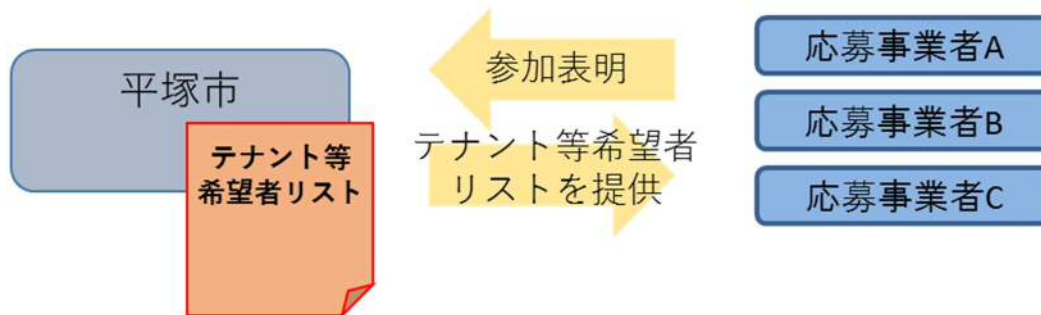 平塚市
テナント等
希望者リスト
参加表明
テナント等希望者
リストを提供
応募事業者A
応募事業者B
応募事業者C